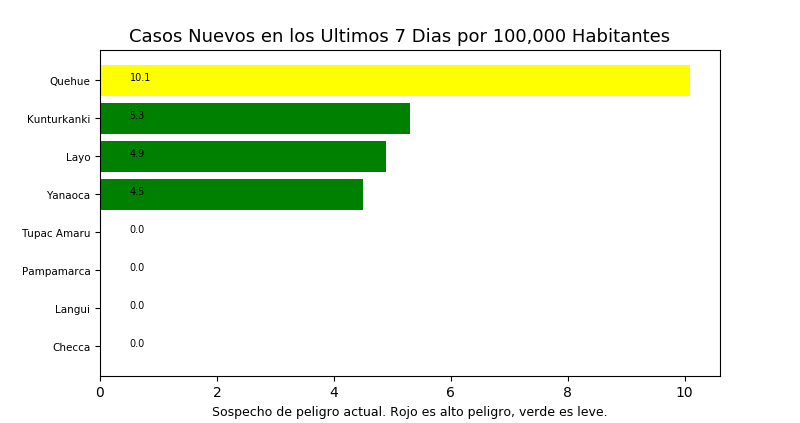 Casos Nuevos en los Ultimos 7 Dias por 100,000 Habitantes
Quehue 10.1
Kunturkanki 5.3
Layo 4.9
Yanaoca 4.5
Tupac Amaru 0.0
Pampamarca 0.0
Langui 0.0
Checca 0.0
0 2 4 6 8 10
Sospecho de peligro actual. Rojo es alto peligro, verde es leve.